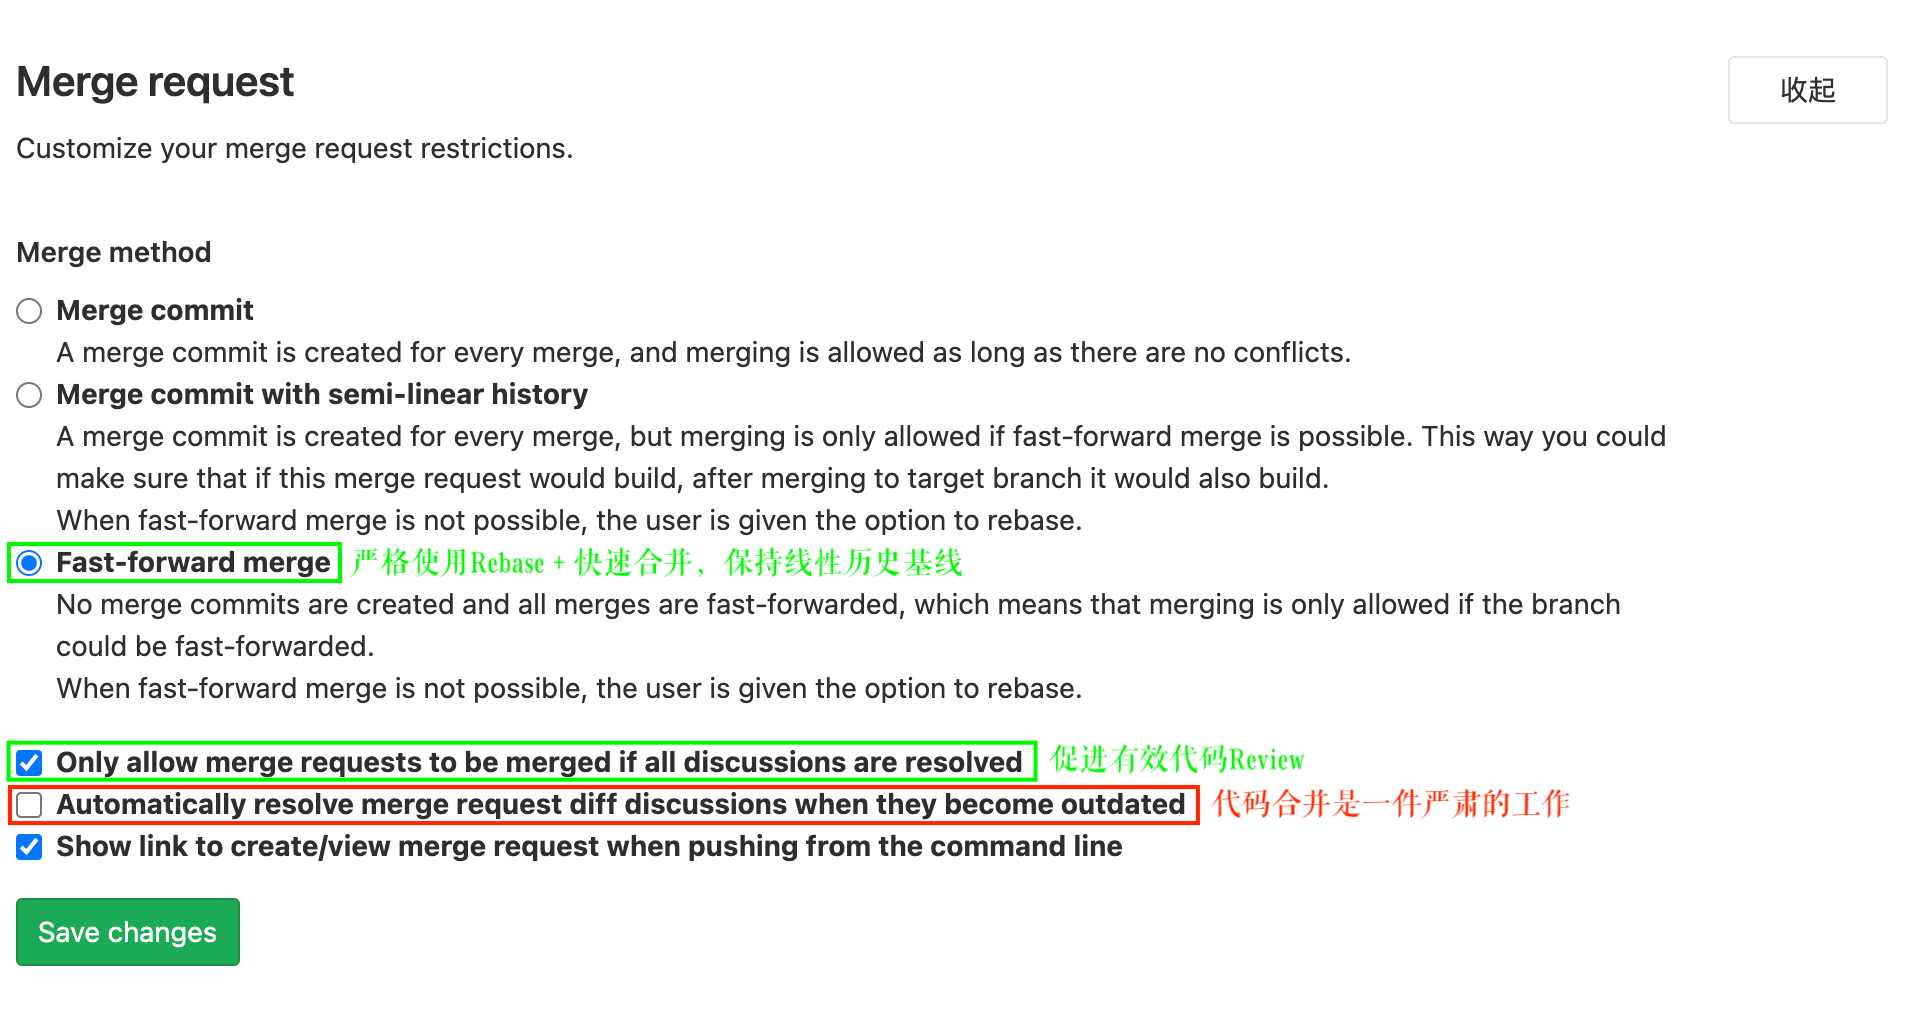 Merge request
收起
Customize your merge request restrictions.
Merge method
Merge commit
A merge commit is created for every merge, and merging is allowed as long as there are no conflicts.
Merge commit with semi-linear history
A merge commit is created for every merge, but merging is only allowed if fast-forward merge is possible. This way you could
make sure that if this merge request would build, after merging to target branch it would also build.
When fast-forward merge is not possible, the user is given the option to rebase.
Fast-forward merge 严格使用Rebase + 快速合并，保持线性历史基线
No merge commits are created and all merges are fast-forwarded, which means that merging is only allowed if the branch
could be fast-forwarded.
When fast-forward merge is not possible, the user is given the option to rebase.
Only allow merge requests to be merged if all discussions are resolved 促进有效代码Review
Automatically resolve merge request diff discussions when they become outdated 代码合并是一件严肃的工作
Show link to create/view merge request when pushing from the command line
Save changes